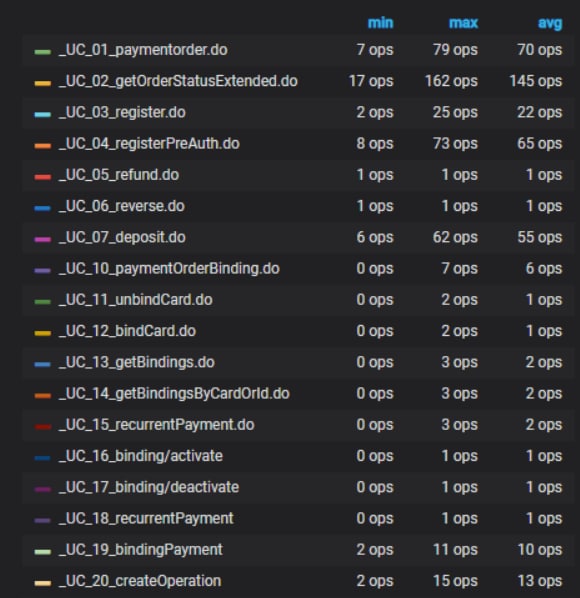 min max avg
_UC_01_paymentorder.do 7 ops 79 ops 70 ops
_UC_02_getOrderStatusExtended.do 17 ops 162 ops 145 ops
_UC_03_register.do 2 ops 25 ops 22 ops
_UC_04_registerPreAuth.do 8 ops 73 ops 65 ops
_UC_05_refund.do 1 ops 1 ops 1 ops
_UC_06_reverse.do 1 ops 1 ops 1 ops
_UC_07_deposit.do 6 ops 62 ops 55 ops
_UC_10_paymentOrderBinding.do 0 ops 7 ops 6 ops
_UC_11_unbindCard.do 0 ops 2 ops 1 ops
_UC_12_bindCard.do 0 ops 2 ops 1 ops
_UC_13_getBindings.do 0 ops 3 ops 2 ops
_UC_14_getBindingsByCardOrId.do 0 ops 3 ops 2 ops
_UC_15_recurrentPayment.do 0 ops 3 ops 2 ops
_UC_16_binding/activate 0 ops 1 ops 1 ops
_UC_17_binding/deactivate 0 ops 1 ops 1 ops
_UC_18_recurrentPayment 0 ops 1 ops 1 ops
_UC_19_bindingPayment 2 ops 11 ops 10 ops
_UC_20_createOperation 2 ops 15 ops 13 ops